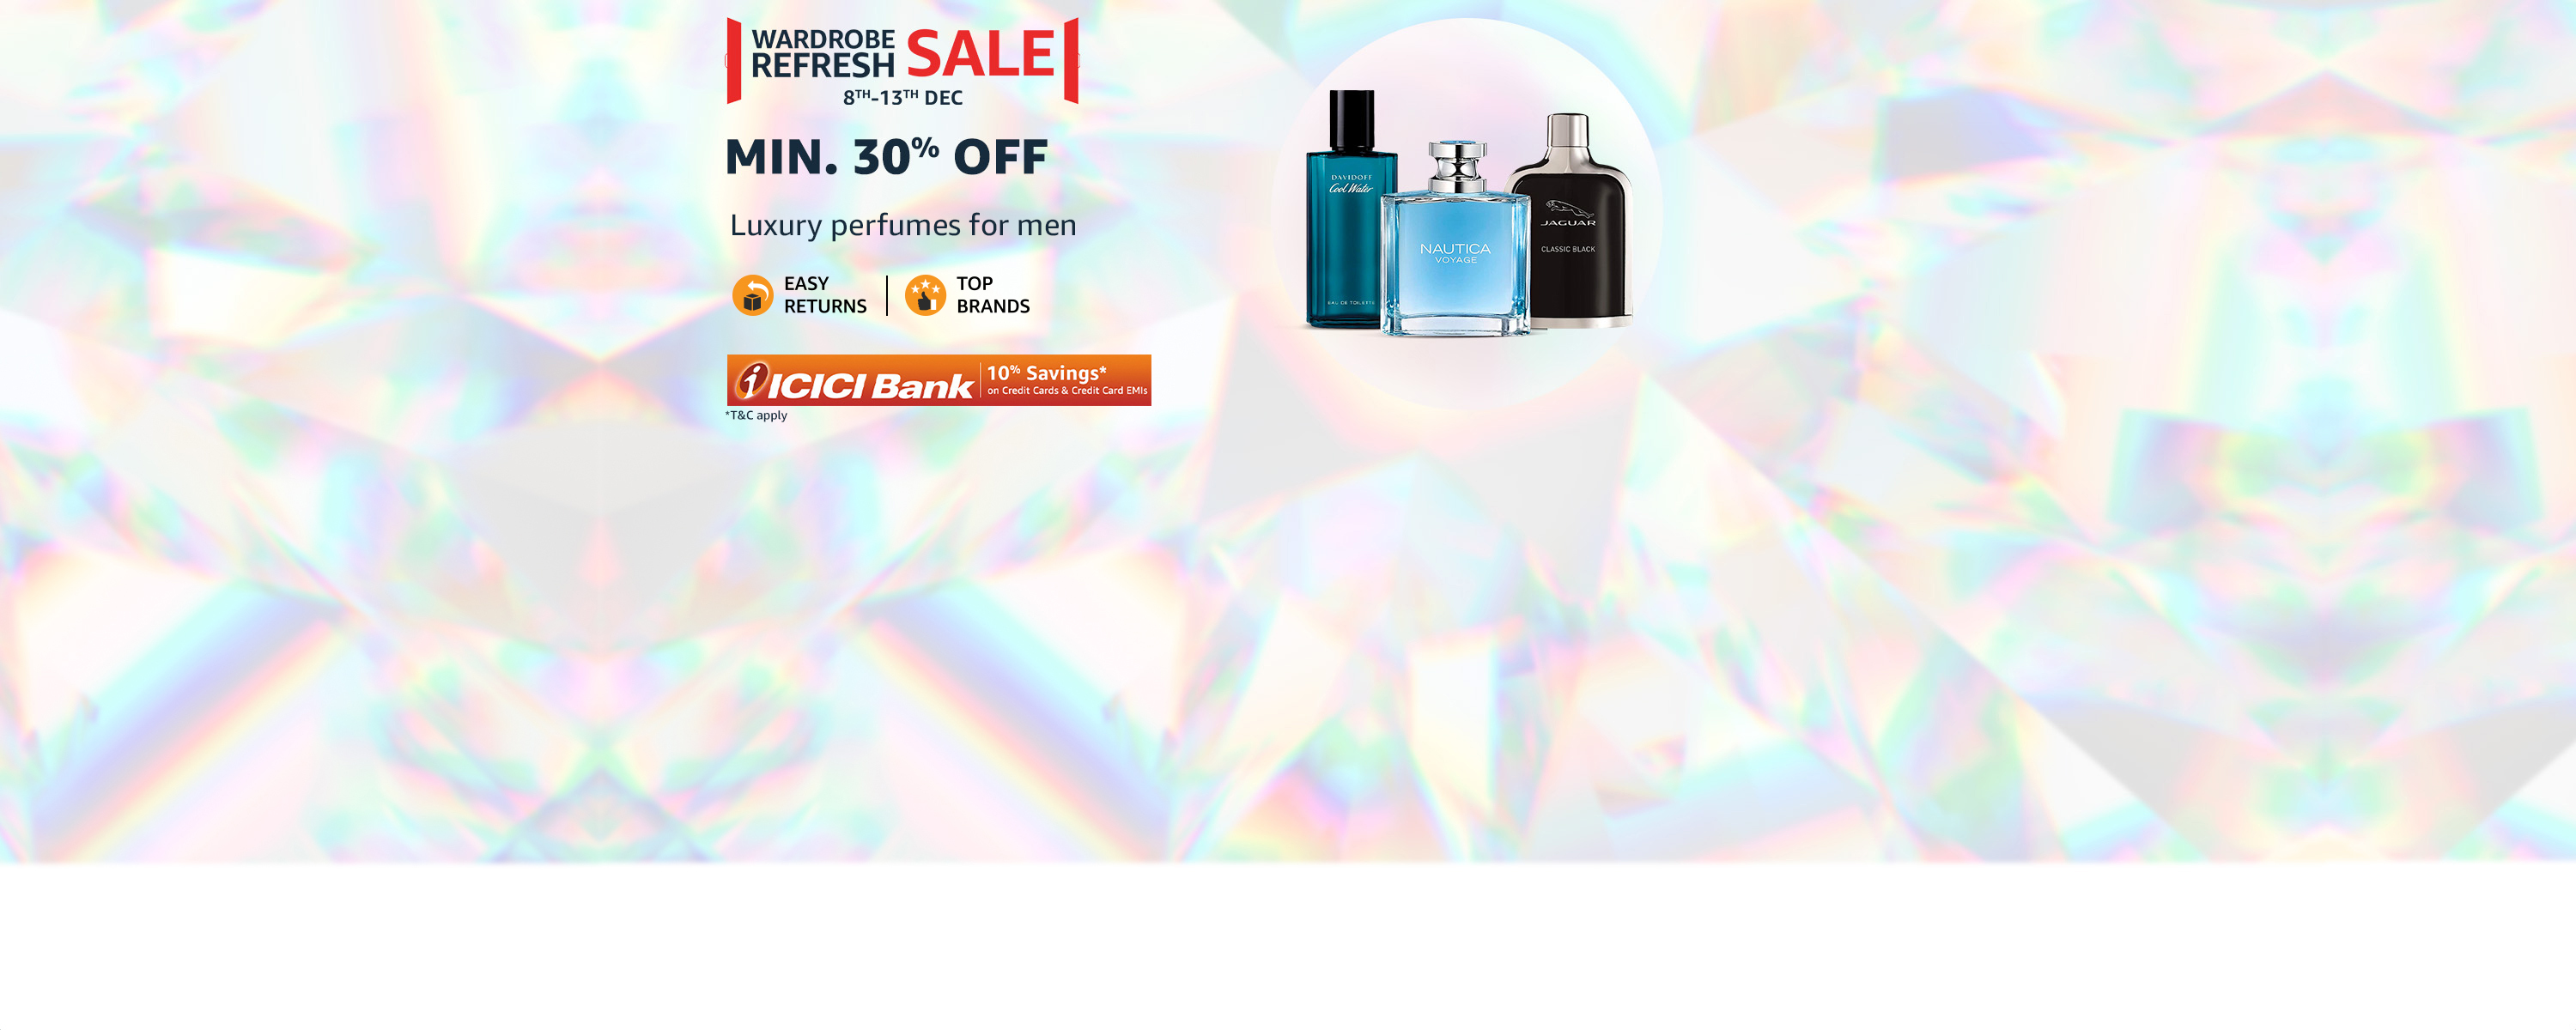 WARDROBE
REFRESH SALE
8TH-13TH DEC
MIN. 30% OFF
Luxury perfumes for men
EASY
RETURNS
TOP
BRANDS
ICICI Bank
10% Savings*
on Credit Cards & Credit Card EMIs
*T&C apply
DAVIDOFF
Cool Water
EAU DE TOILETTE
NAUTICA
VOYAGE
JAGUAR
CLASSIC BLACK